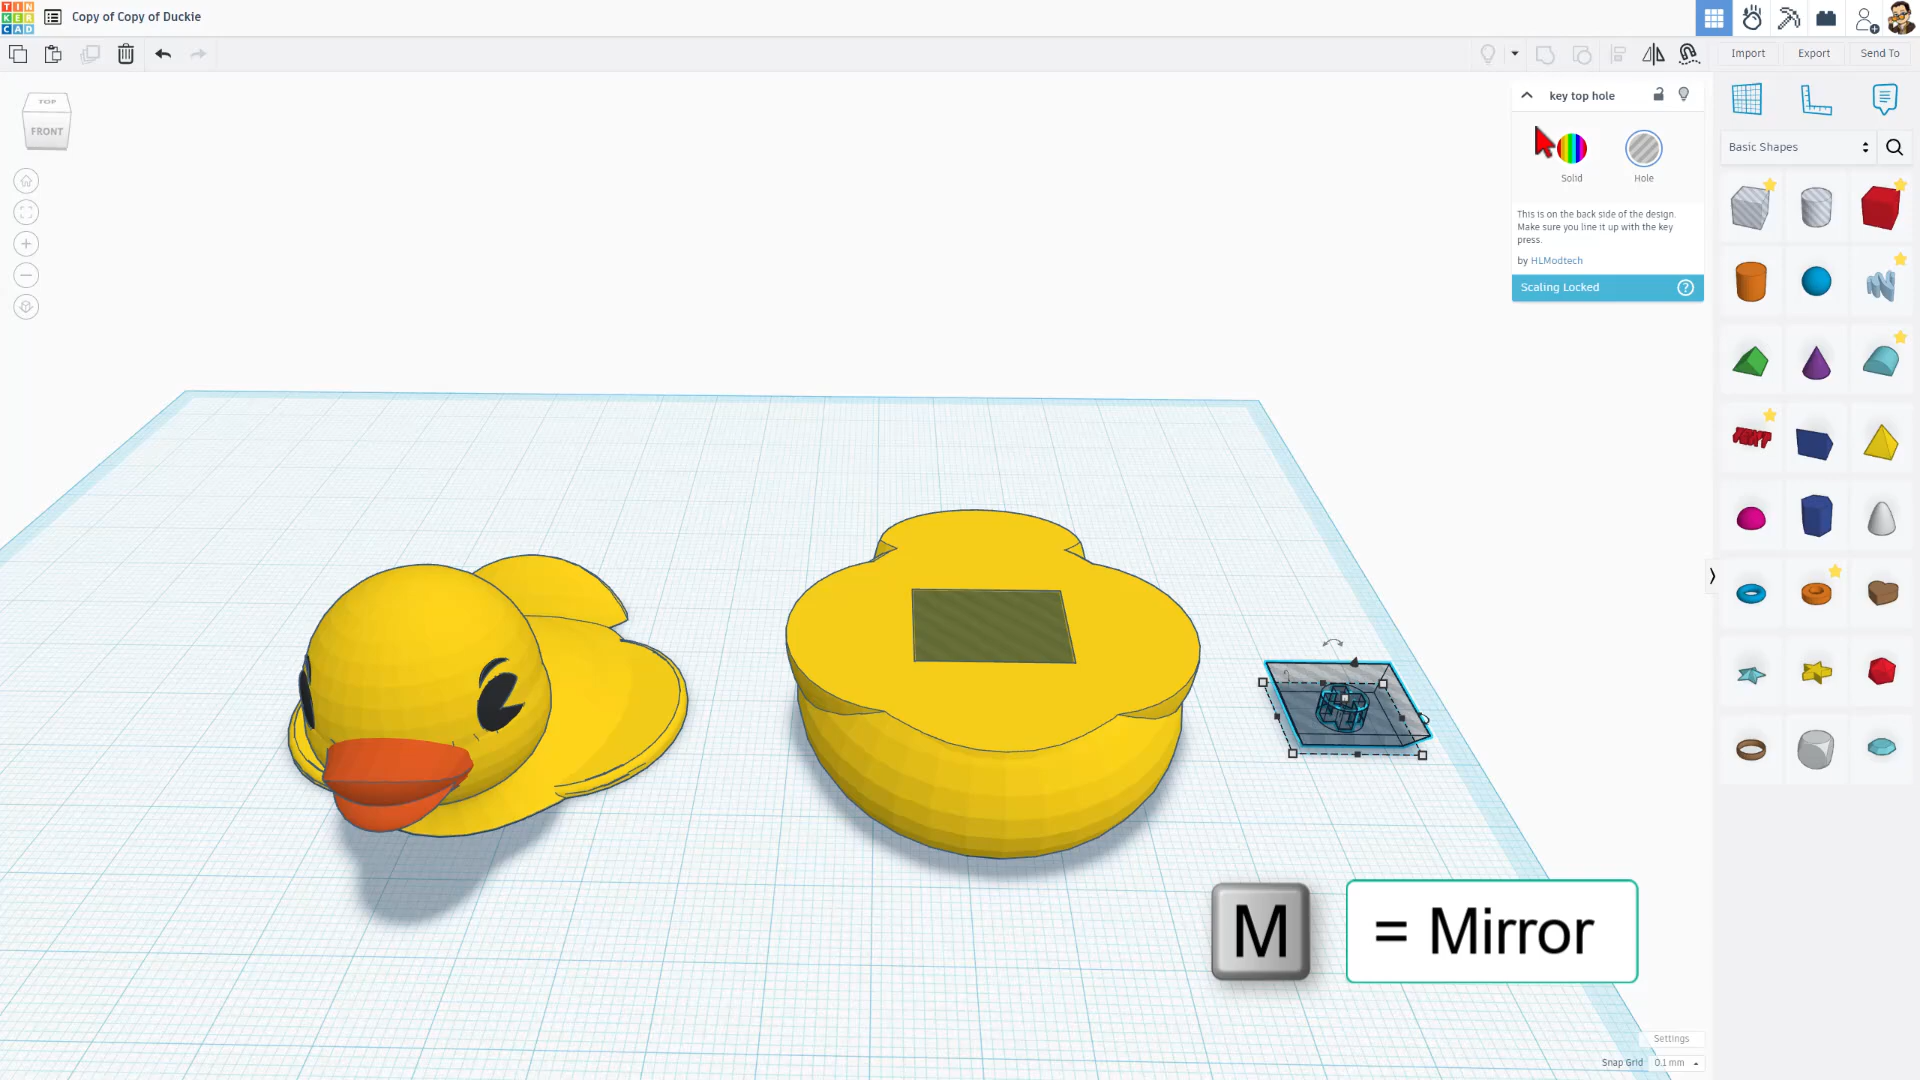 TIN
KER
CAD
Copy of Copy of Duckie
Import
Export
Send To
TOP
FRONT
key top hole
Solid
Hole
This is on the back side of the design.
Make sure you line it up with the key
press.
by HLModtech
Scaling Locked
?
Basic Shapes
TEXT
M
= Mirror
Settings
Snap Grid 0.1 mm